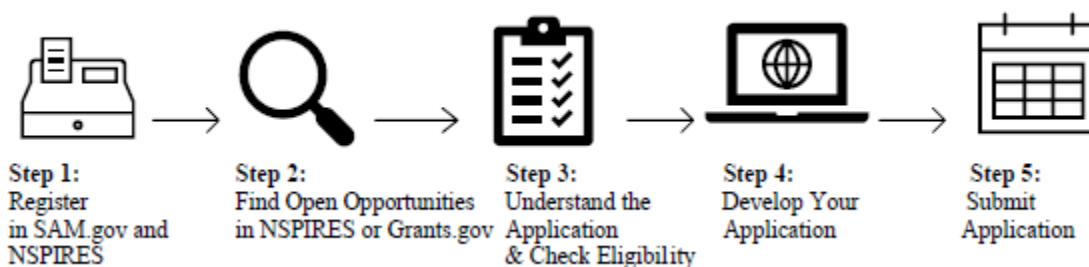 Step 1:
Register
in SAM.gov and
NSPIRES
Step 2:
Find Open Opportunities
in NSPIRES or Grants.gov
Step 3:
Understand the
Application
& Check Eligibility
Step 4:
Develop Your
Application
Step 5:
Submit
Application